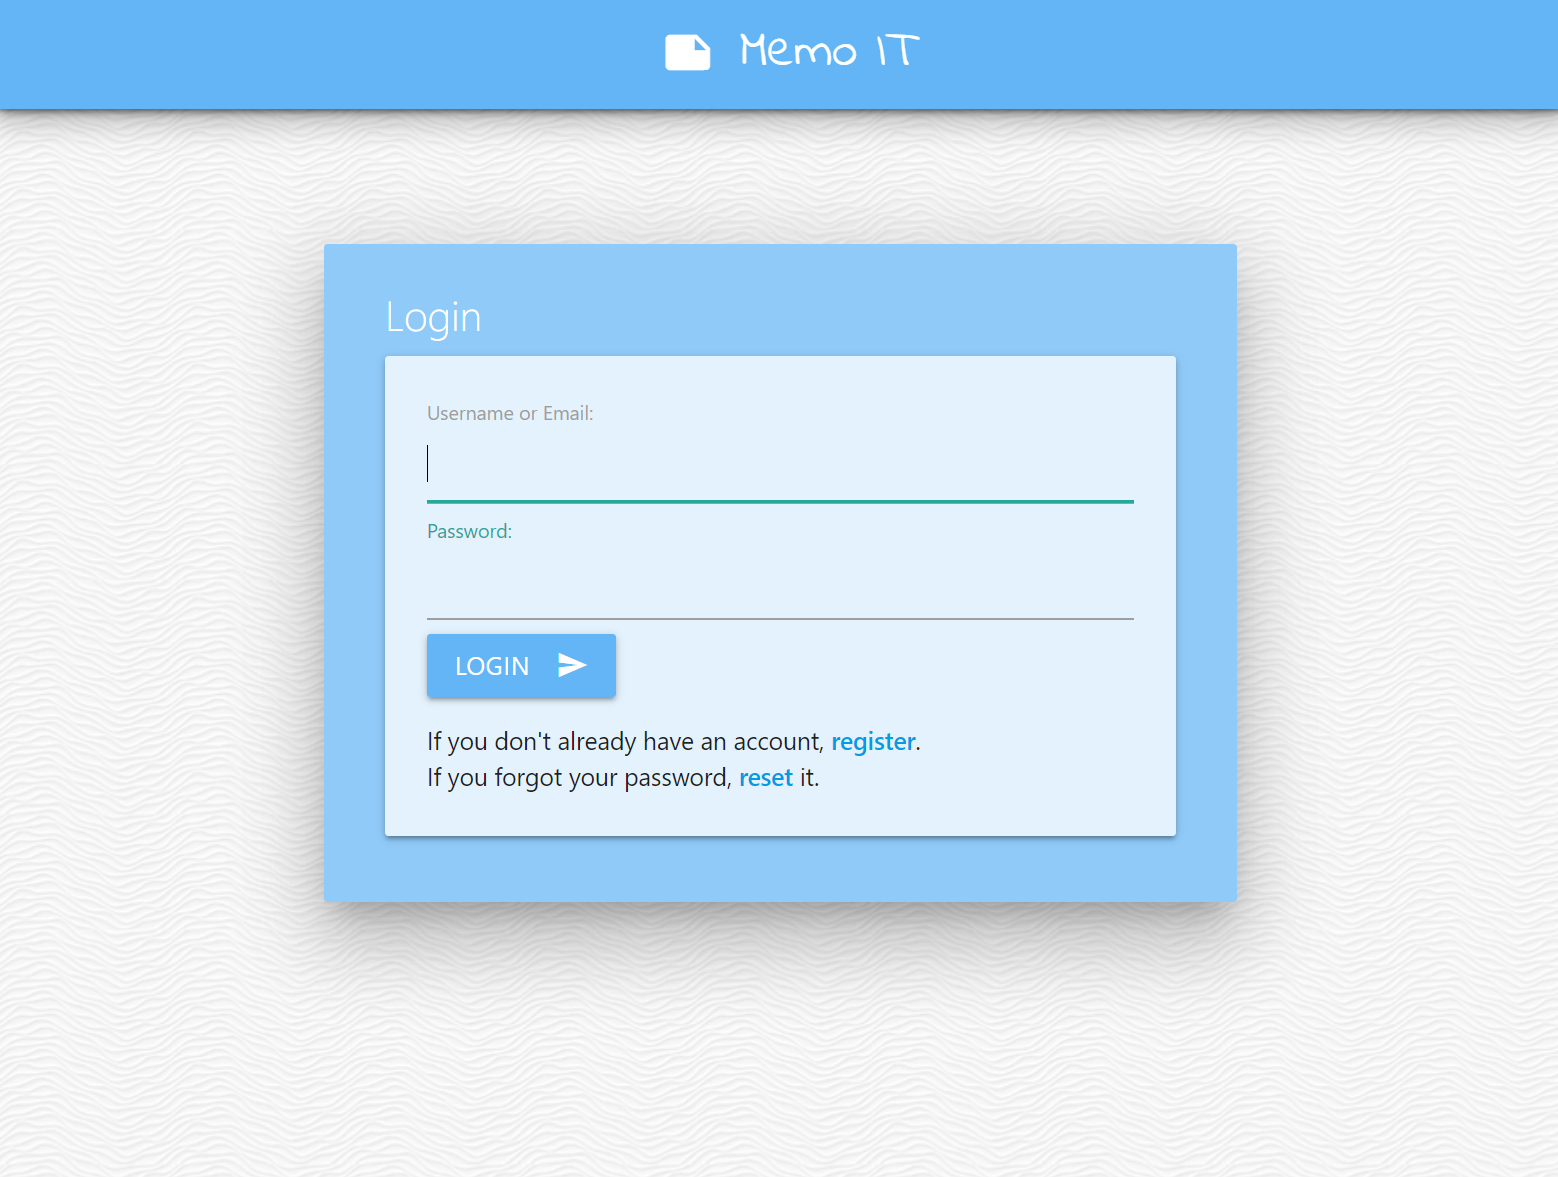 Memo IT
Login
Username or Email:
Password:
LOGIN
If you don't already have an account, register.
If you forgot your password, reset it.